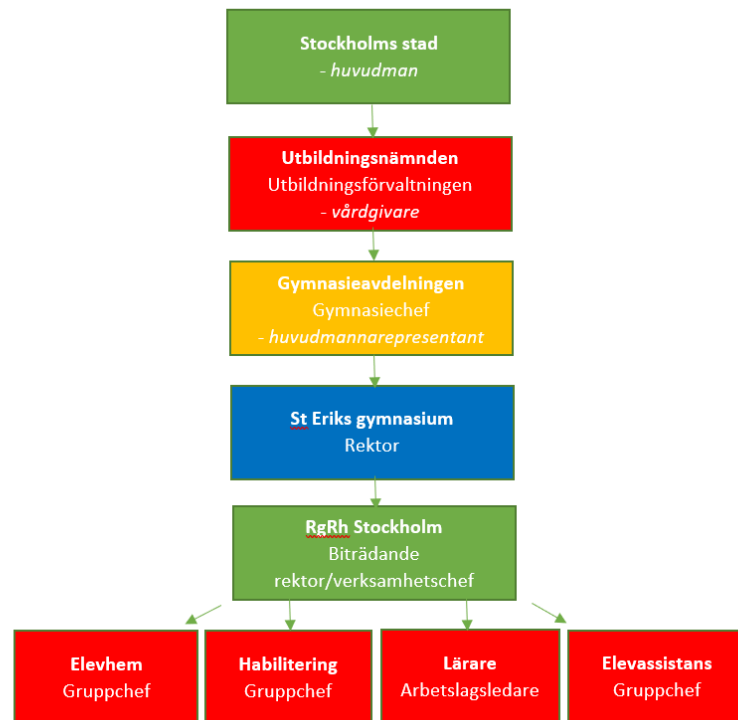 Stockholms stad
- huvudman
Utbildningsnämnden
Utbildningsförvaltningen
- vårdgivare
Gymnasieavdelningen
Gymnasiechef
- huvudmannarepresentant
St Eriks gymnasium
Rektor
RgRh Stockholm
Biträdande
rektor/verksamhetschef
Elevhem
Gruppchef
Habilitering
Gruppchef
Lärare
Arbetslagsledare
Elevassistans
Gruppchef